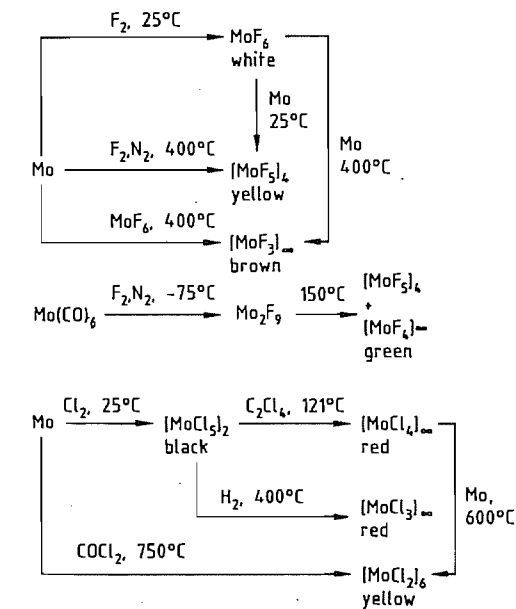 F₂, 25°C
MoF₆
white
Mo
25°C
Mo
400°C
Mo
F₂,N₂, 400°C
[MoF₅]₄
yellow
MoF₆, 400°C
[MoF₃]∞
brown
Mo(CO)₆
F₂,N₂, -75°C
Mo₂F₉
150°C
[MoF₅]₄
+
[MoF₄]∞
green
Mo
Cl₂, 25°C
[MoCl₅]₂
black
C₂Cl₄, 121°C
[MoCl₄]∞
red
H₂, 400°C
[MoCl₃]∞
red
Mo,
600°C
COCl₂, 750°C
[MoCl₂]₆
yellow